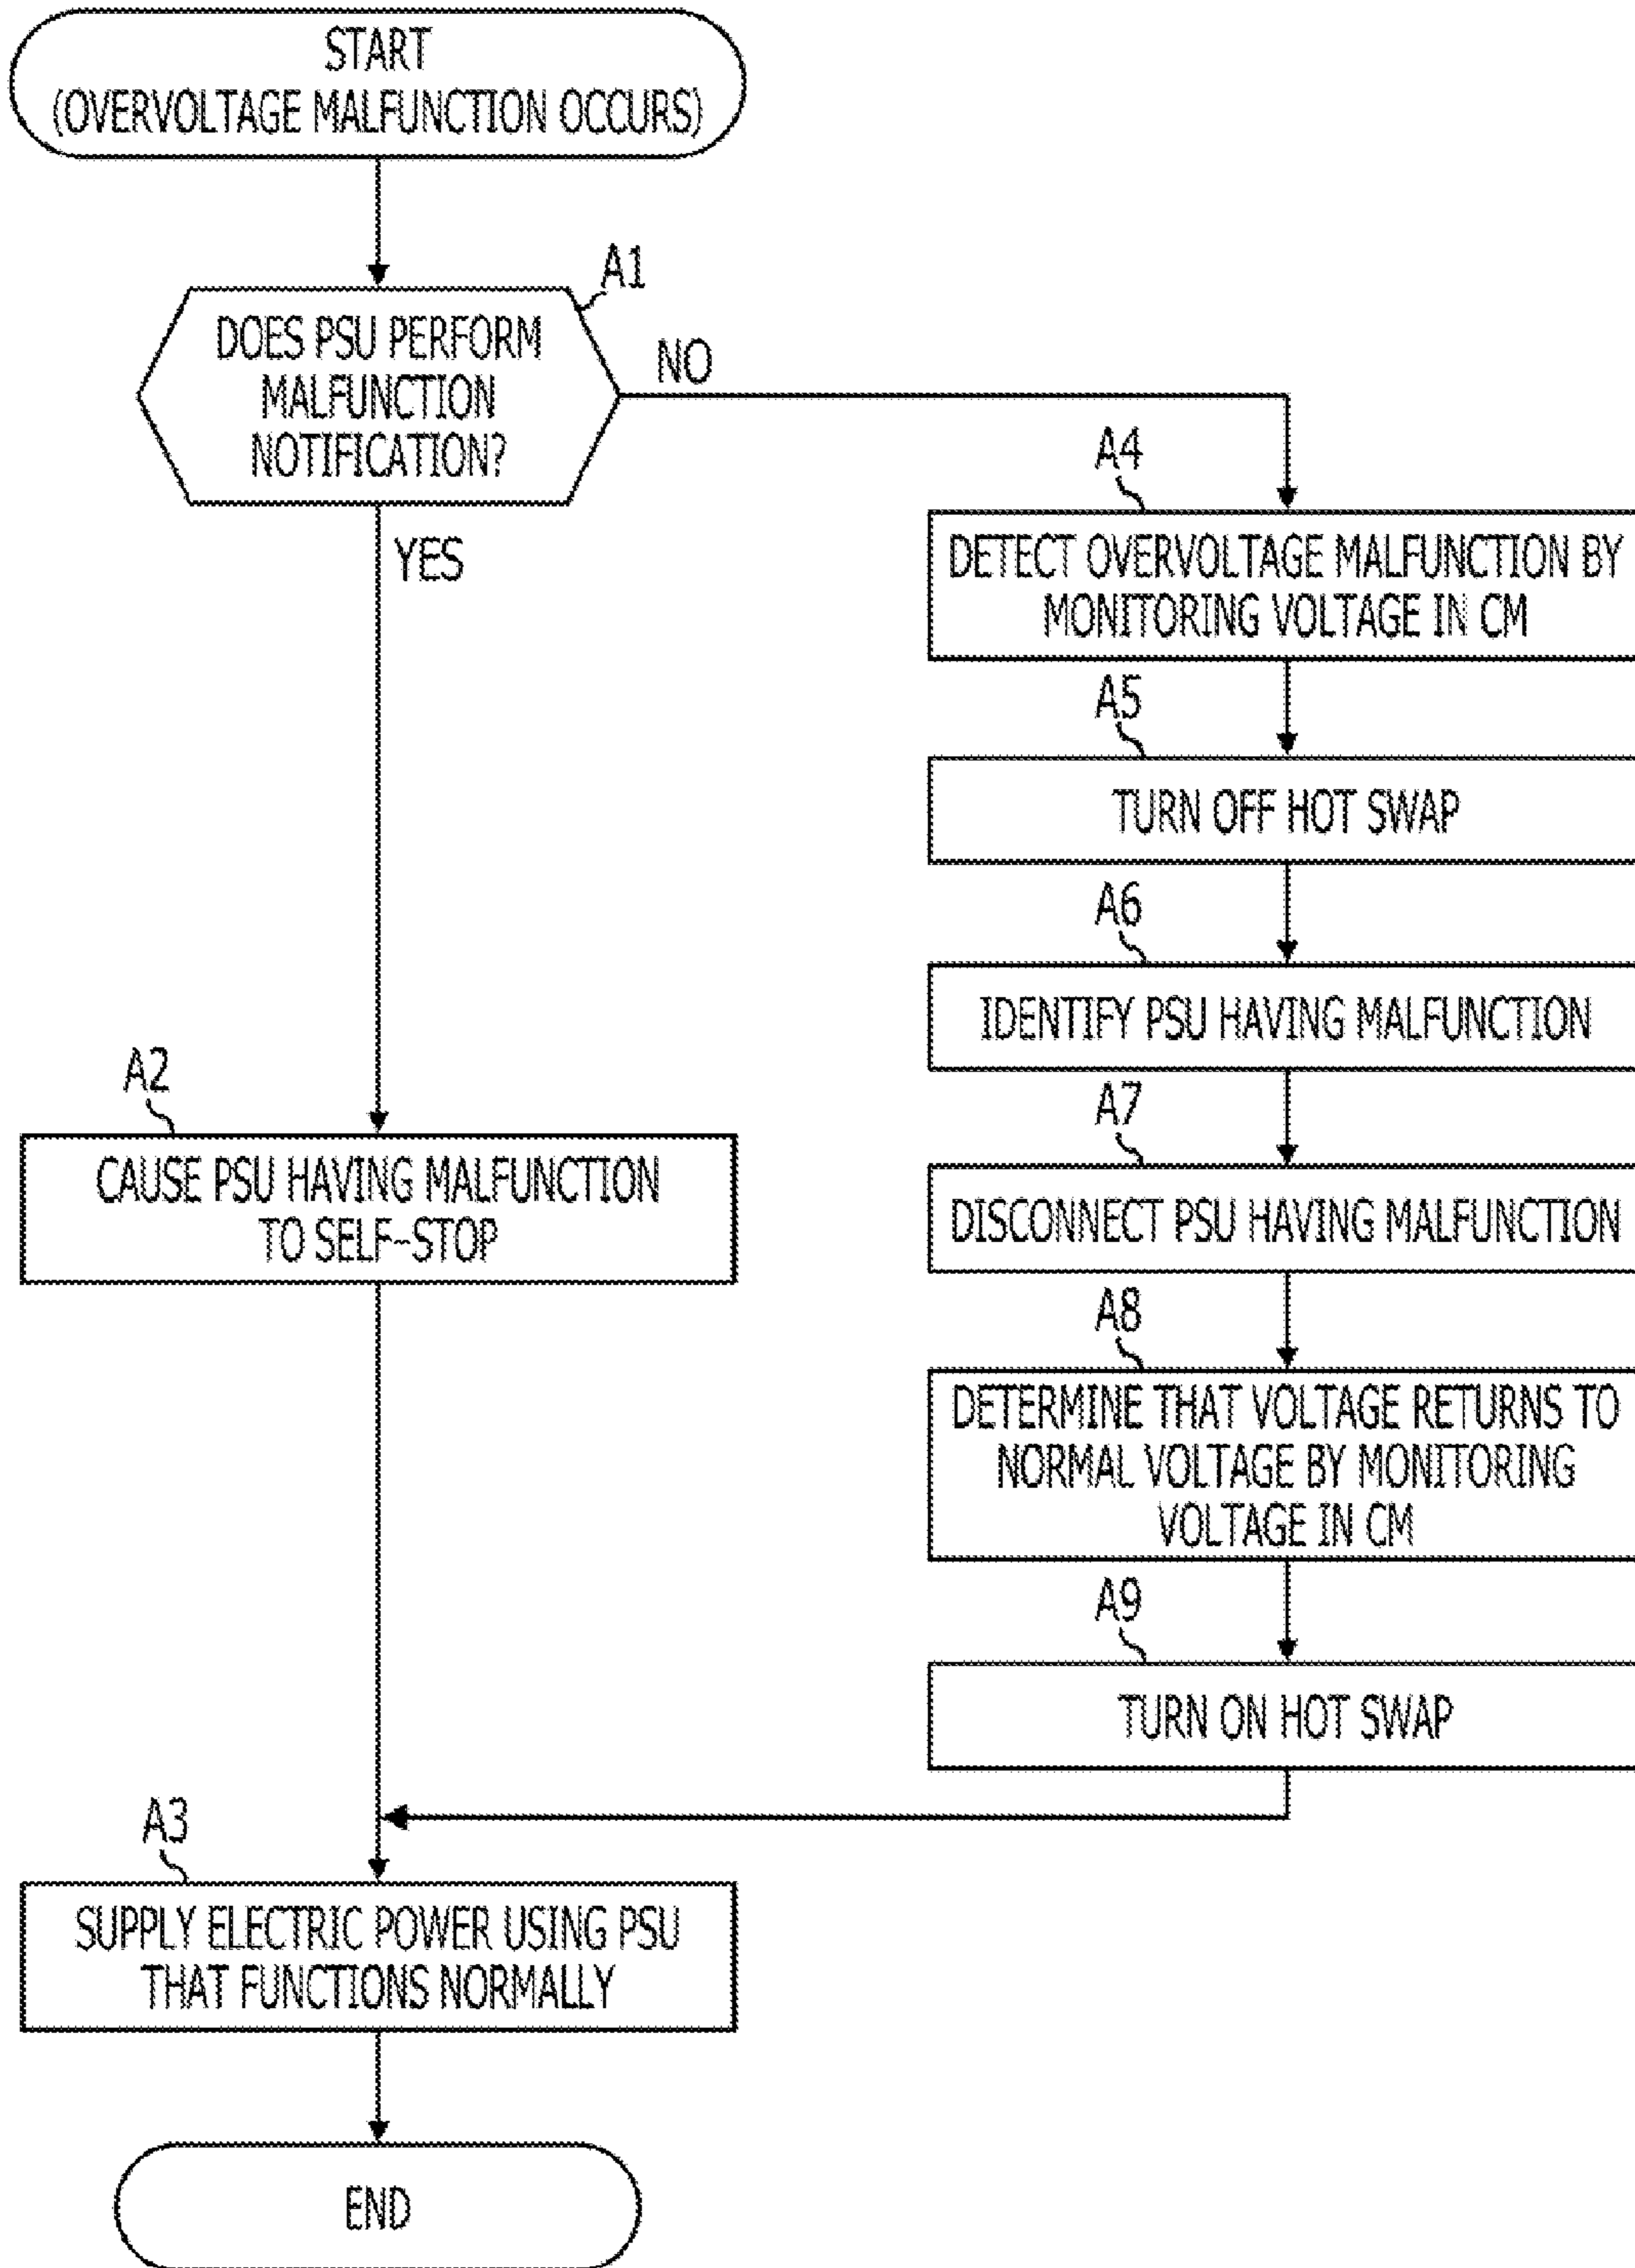 START
(OVERVOLTAGE MALFUNCTION OCCURS)
A1
DOES PSU PERFORM
MALFUNCTION
NOTIFICATION?
NO
YES
A4
DETECT OVERVOLTAGE MALFUNCTION BY
MONITORING VOLTAGE IN CM
A5
TURN OFF HOT SWAP
A6
IDENTIFY PSU HAVING MALFUNCTION
A7
DISCONNECT PSU HAVING MALFUNCTION
A8
DETERMINE THAT VOLTAGE RETURNS TO
NORMAL VOLTAGE BY MONITORING
VOLTAGE IN CM
A9
TURN ON HOT SWAP
A2
CAUSE PSU HAVING MALFUNCTION
TO SELF-STOP
A3
SUPPLY ELECTRIC POWER USING PSU
THAT FUNCTIONS NORMALLY
END